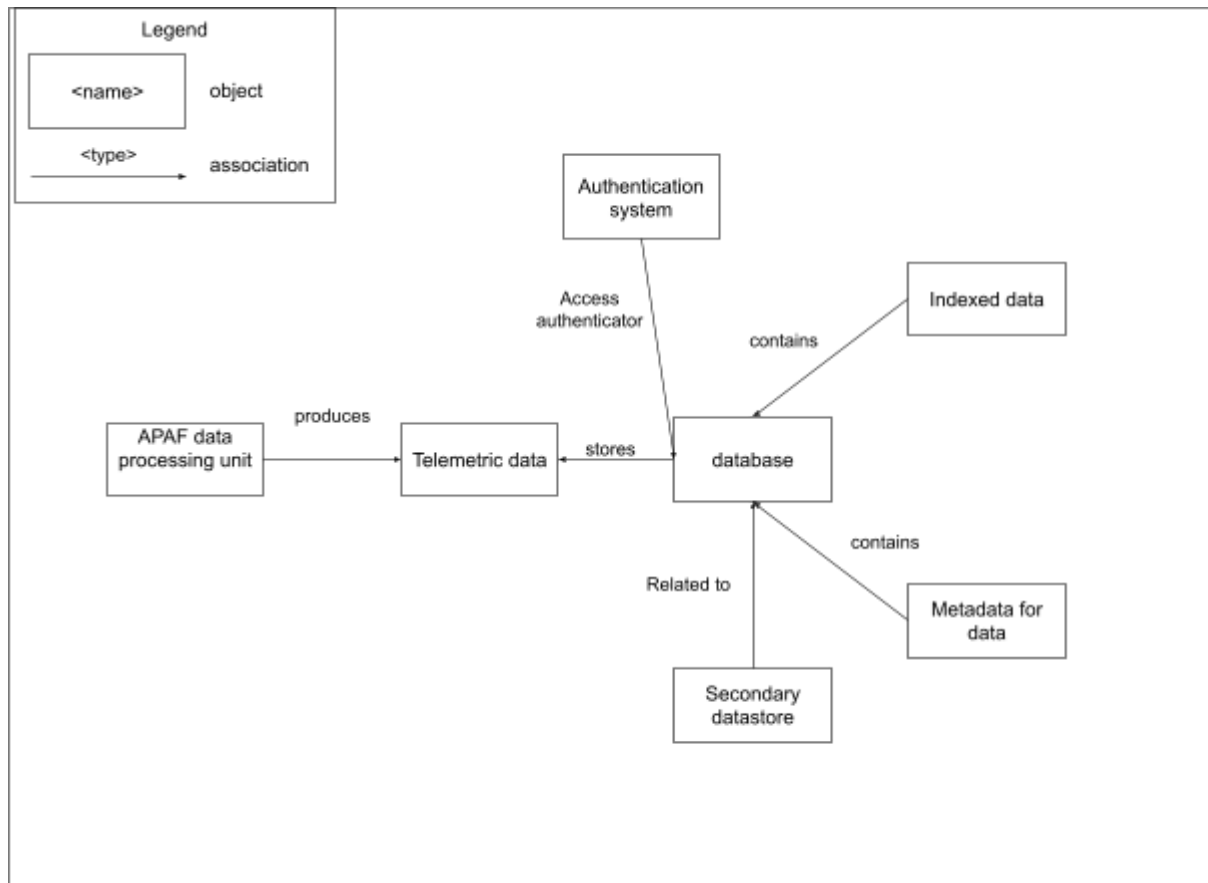 Legend
<name>
object
<type>
association
Authentication
system
Access
authenticator
Indexed data
contains
produces
APAF data
processing unit
Telemetric data
stores
database
contains
Related to
Metadata for
data
Secondary
datastore